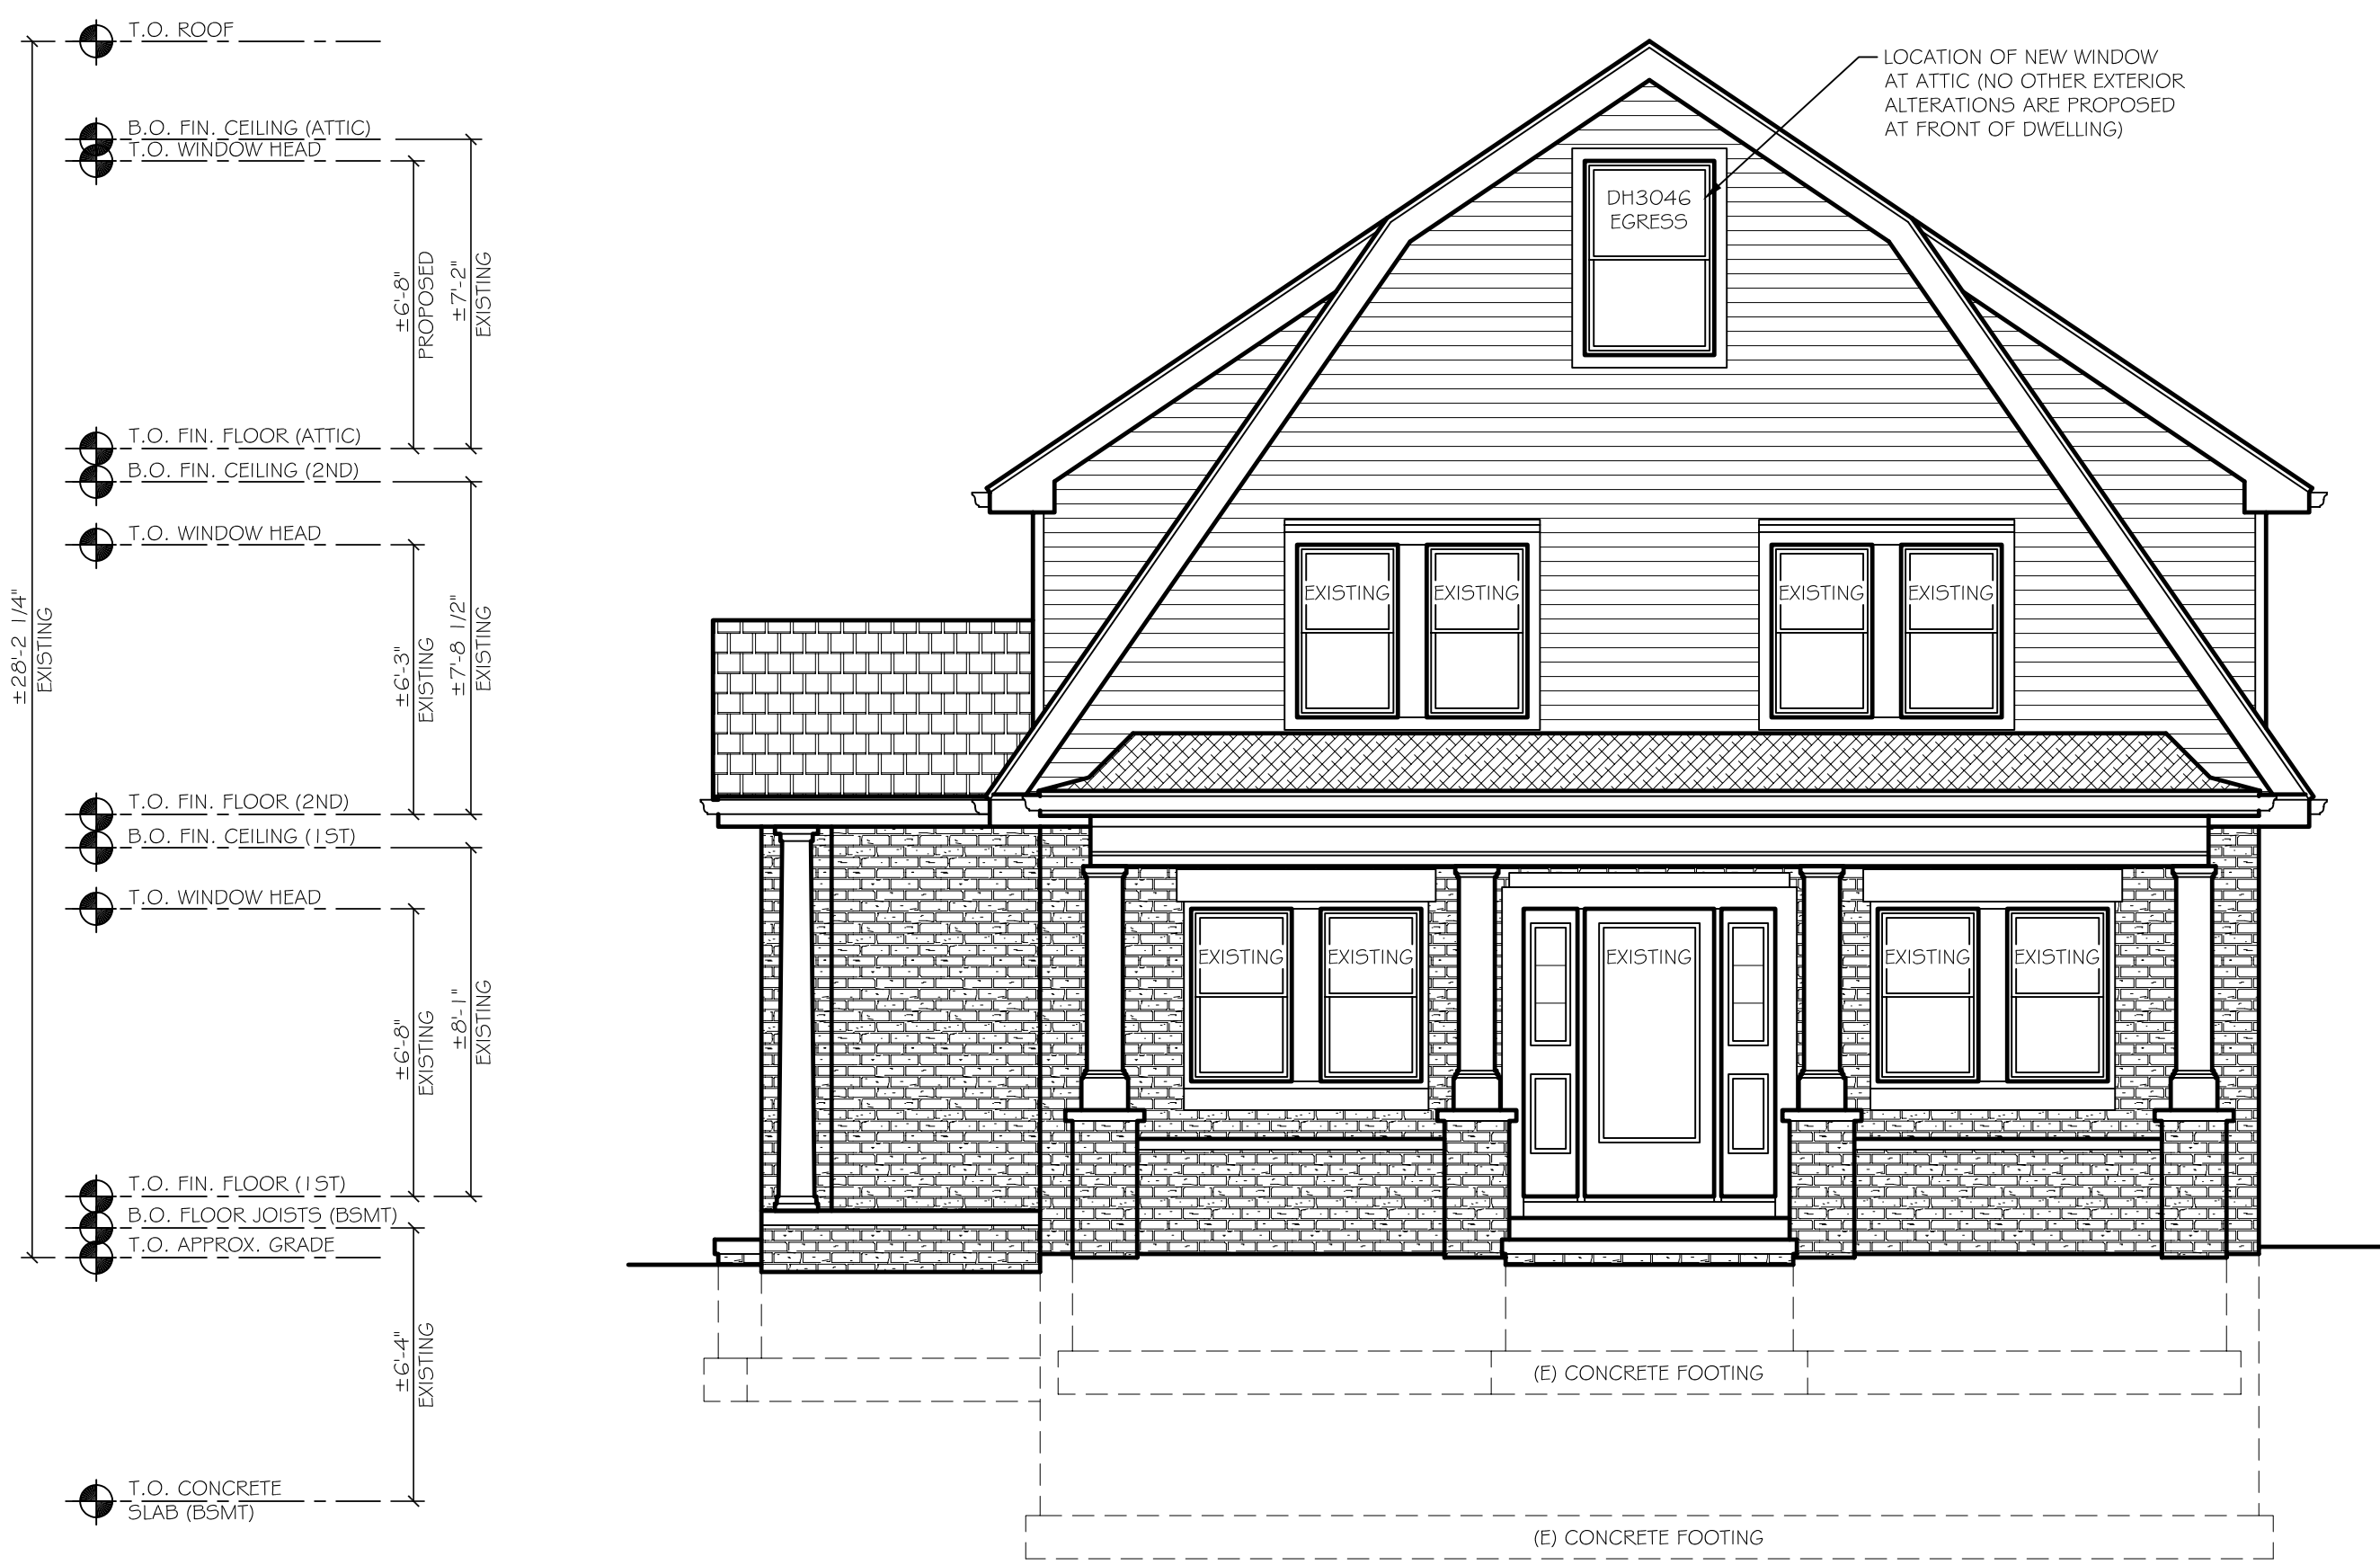 T.O. ROOF
B.O. FIN. CEILING (ATTIC)
T.O. WINDOW HEAD
±6'-8"
PROPOSED
±7'-2"
EXISTING
T.O. FIN. FLOOR (ATTIC)
B.O. FIN. CEILING (2ND)
T.O. WINDOW HEAD
±28'-2 1/4"
EXISTING
±6'-3"
EXISTING
±7'-8 1/2"
EXISTING
T.O. FIN. FLOOR (2ND)
B.O. FIN. CEILING (1ST)
T.O. WINDOW HEAD
±6'-8"
EXISTING
±8'-1"
EXISTING
T.O. FIN. FLOOR (1ST)
B.O. FLOOR JOISTS (BSMT)
T.O. APPROX. GRADE
±6'-4"
EXISTING
T.O. CONCRETE
SLAB (BSMT)
LOCATION OF NEW WINDOW
AT ATTIC (NO OTHER EXTERIOR
ALTERATIONS ARE PROPOSED
AT FRONT OF DWELLING)
DH3046
EGRESS
EXISTING
EXISTING
EXISTING
EXISTING
EXISTING
EXISTING
EXISTING
EXISTING
EXISTING
(E) CONCRETE FOOTING
(E) CONCRETE FOOTING